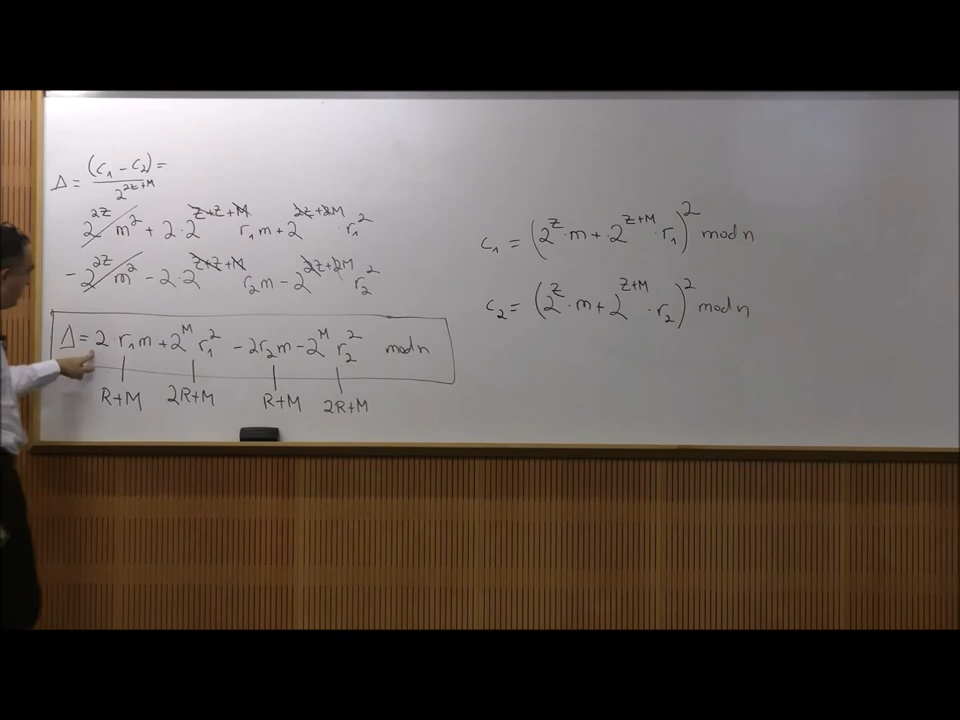 Δ = (c₁ - c₂) / 2^(2Z+M) =
2^(2Z) m² + 2·2^(Z+Z+M) r₁m + 2^(2Z+2M) ·r₁²
- 2^(2Z) m² - 2·2^(Z+Z+M) r₂m - 2^(2Z+2M) r₂²
Δ = 2·r₁m + 2^M r₁² - 2r₂m - 2^M r₂² mod n
R+M 2R+M R+M 2R+M
c₁ = (2^Z·m + 2^(Z+M)·r₁)² mod n
c₂ = (2^Z·m + 2^(Z+M)·r₂)² mod n